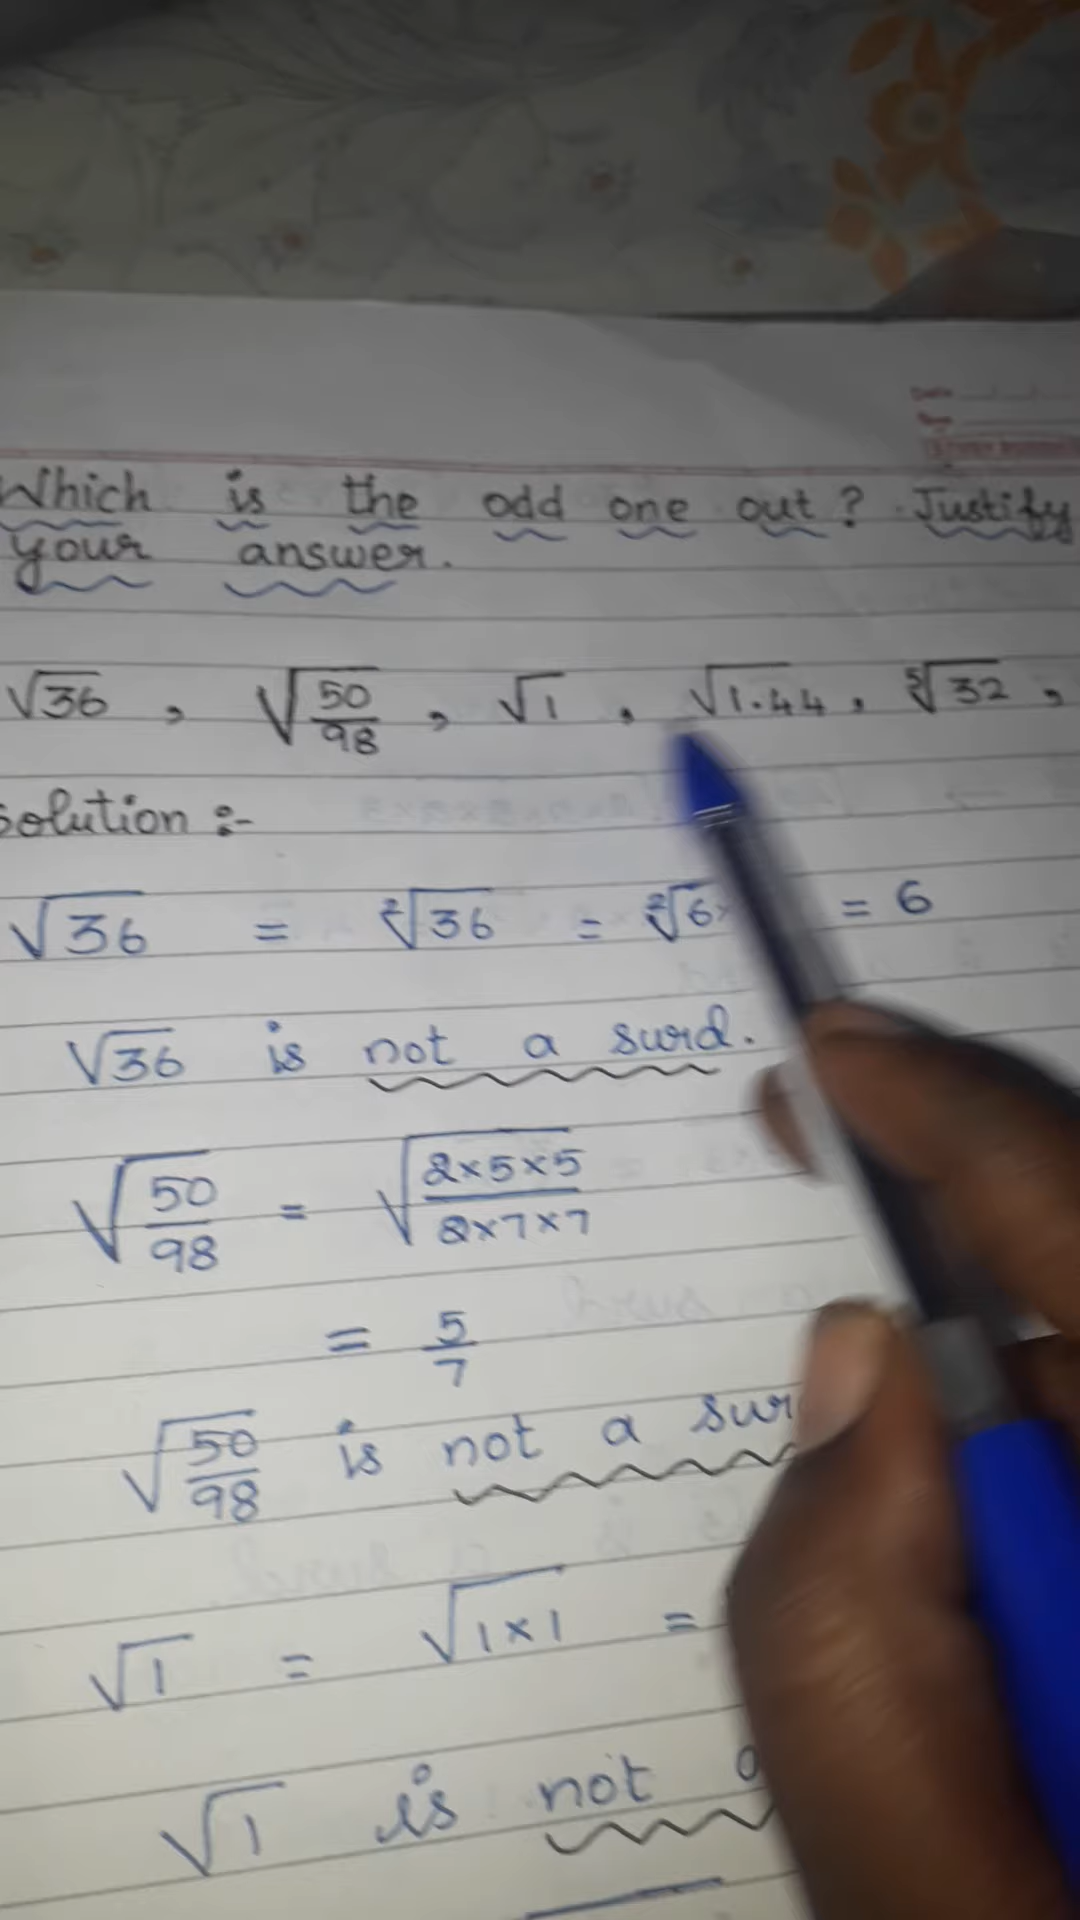 Which is the odd one out? Justify
your answer.
√36 , √50/98 , √1 , √1.44 , ⁵√32 ,
Solution :-
√36 = ²√36 = ²√6× = 6
√36 is not a surd.
√50/98 = √2×5×5/2×7×7
= 5/7
√50/98 is not a sur
√1 = √1×1 =
√1 is not a